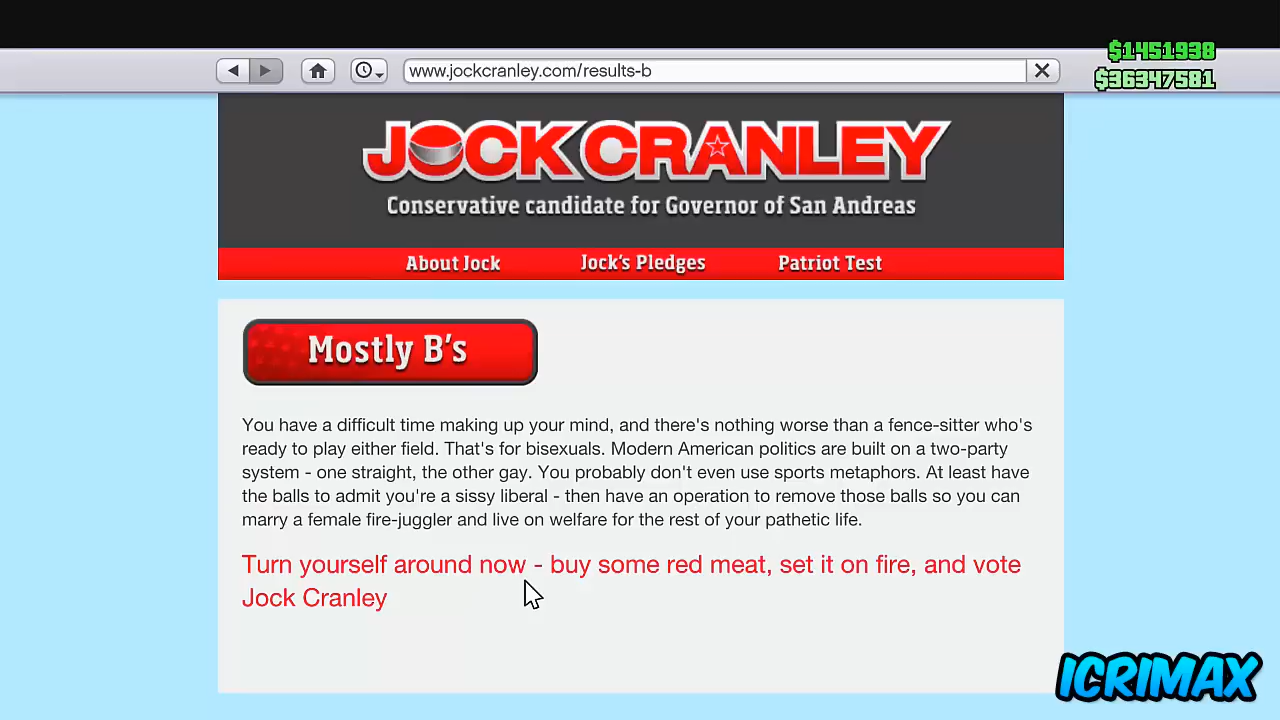 $1451938
www.jockcranley.com/results-b
$36347581
JOCK CRANLEY
Conservative candidate for Governor of San Andreas
About Jock Jock's Pledges Patriot Test
Mostly B's
You have a difficult time making up your mind, and there's nothing worse than a fence-sitter who's
ready to play either field. That's for bisexuals. Modern American politics are built on a two-party
system - one straight, the other gay. You probably don't even use sports metaphors. At least have
the balls to admit you're a sissy liberal - then have an operation to remove those balls so you can
marry a female fire-juggler and live on welfare for the rest of your pathetic life.
Turn yourself around now - buy some red meat, set it on fire, and vote
Jock Cranley
ICRIMAX